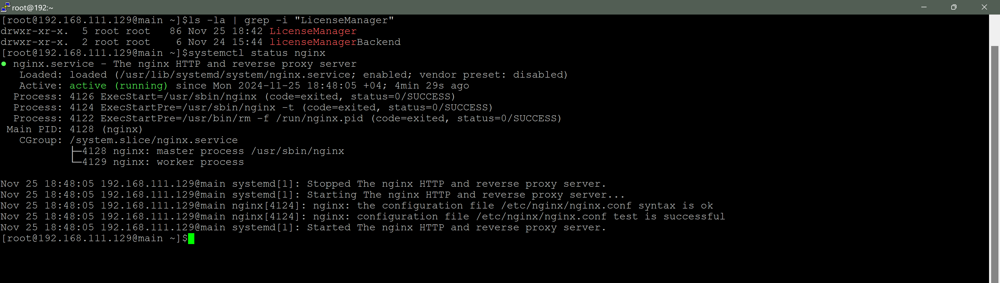 root@192:~
[root@192.168.111.129@main ~]$ls -la | grep -i "LicenseManager"
drwxr-xr-x.  5 root root   86 Nov 25 18:42 LicenseManager
drwxr-xr-x.  2 root root    6 Nov 24 15:44 licenseManagerBackend
[root@192.168.111.129@main ~]$systemctl status nginx
● nginx.service - The nginx HTTP and reverse proxy server
   Loaded: loaded (/usr/lib/systemd/system/nginx.service; enabled; vendor preset: disabled)
   Active: active (running) since Mon 2024-11-25 18:48:05 +04; 4min 29s ago
  Process: 4126 ExecStart=/usr/sbin/nginx (code=exited, status=0/SUCCESS)
  Process: 4124 ExecStartPre=/usr/sbin/nginx -t (code=exited, status=0/SUCCESS)
  Process: 4122 ExecStartPre=/usr/bin/rm -f /run/nginx.pid (code=exited, status=0/SUCCESS)
 Main PID: 4128 (nginx)
   CGroup: /system.slice/nginx.service
           ├─4128 nginx: master process /usr/sbin/nginx
           └─4129 nginx: worker process
Nov 25 18:48:05 192.168.111.129@main systemd[1]: Stopped The nginx HTTP and reverse proxy server.
Nov 25 18:48:05 192.168.111.129@main systemd[1]: Starting The nginx HTTP and reverse proxy server...
Nov 25 18:48:05 192.168.111.129@main nginx[4124]: nginx: the configuration file /etc/nginx/nginx.conf syntax is ok
Nov 25 18:48:05 192.168.111.129@main nginx[4124]: nginx: configuration file /etc/nginx/nginx.conf test is successful
Nov 25 18:48:05 192.168.111.129@main systemd[1]: Started The nginx HTTP and reverse proxy server.
[root@192.168.111.129@main ~]$